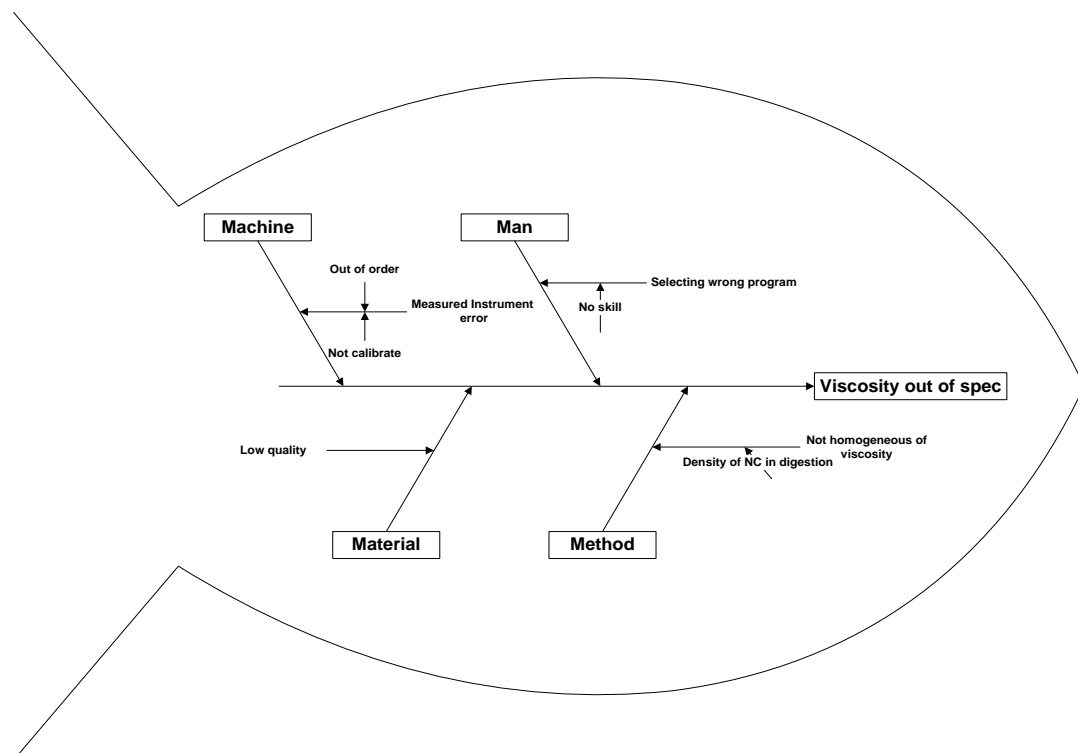 Machine
Man
Out of order
Selecting wrong program
Measured Instrument
error
No skill
Not calibrate
Viscosity out of spec
Low quality
Not homogeneous of
viscosity
Density of NC in digestion
Material
Method